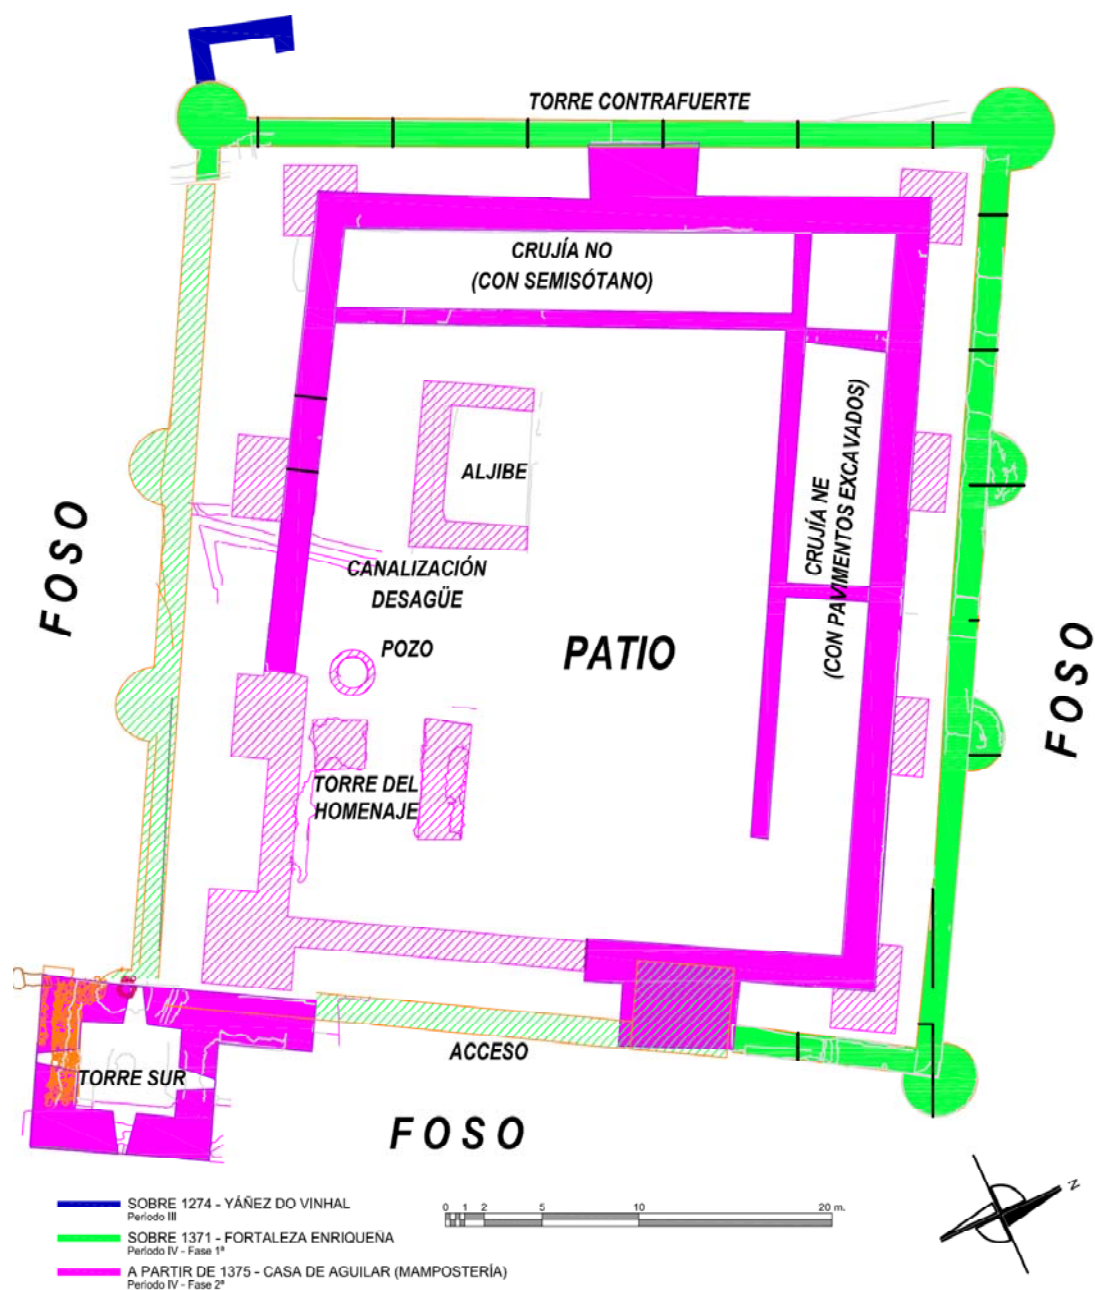 TORRE CONTRAFUERTE
CRUJÍA NO
(CON SEMISÓTANO)
ALJIBE
CRUJÍA NE
(CON PAVIMENTOS EXCAVADOS)
FOSO
CANALIZACIÓN
DESAGÜE
POZO
PATIO
FOSO
TORRE DEL
HOMENAJE
ACCESO
TORRE SUR
FOSO
N
SOBRE 1274 - YÁÑEZ DO VINHAL
Periodo III
SOBRE 1371 - FORTALEZA ENRIQUEÑA
Periodo IV - Fase 1ª
A PARTIR DE 1375 - CASA DE AGUILAR (MAMPOSTERÍA)
Periodo IV - Fase 2ª
0 1 2 5 10 20 m.